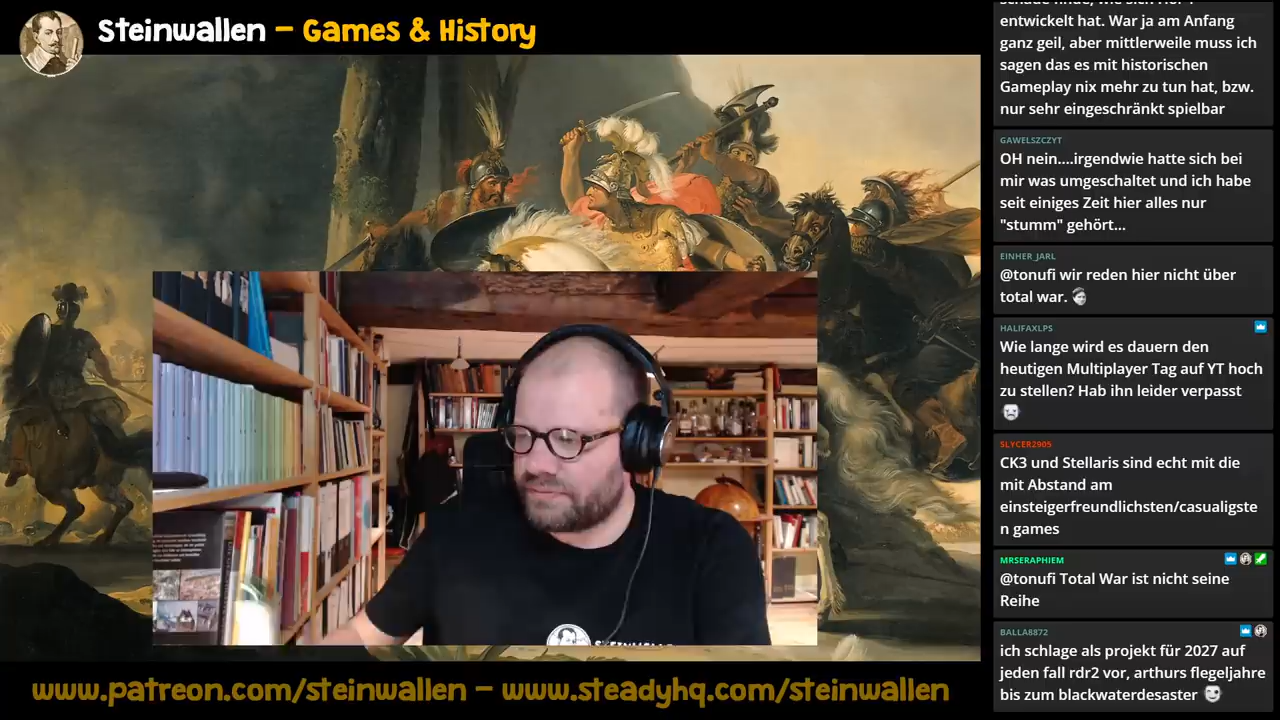 Steinwallen – Games & History
entwickelt hat. War ja am Anfang
ganz geil, aber mittlerweile muss ich
sagen das es mit historischen
Gameplay nix mehr zu tun hat, bzw.
nur sehr eingeschränkt spielbar
GAWELSZCZYT
OH nein....irgendwie hatte sich bei
mir was umgeschaltet und ich habe
seit einiges Zeit hier alles nur
"stumm" gehört...
EINHER_JARL
@tonufi wir reden hier nicht über
total war.
HALIFAXLPS
Wie lange wird es dauern den
heutigen Multiplayer Tag auf YT hoch
zu stellen? Hab ihn leider verpasst
SLYCER2905
CK3 und Stellaris sind echt mit die
mit Abstand am
einsteigerfreundlichsten/casualigste
n games
MRSERAPHIEM
@tonufi Total War ist nicht seine
Reihe
BALLA8872
ich schlage als projekt für 2027 auf
jeden fall rdr2 vor, arthurs flegeljahre
bis zum blackwaterdesaster
www.patreon.com/steinwallen – www.steadyhq.com/steinwallen